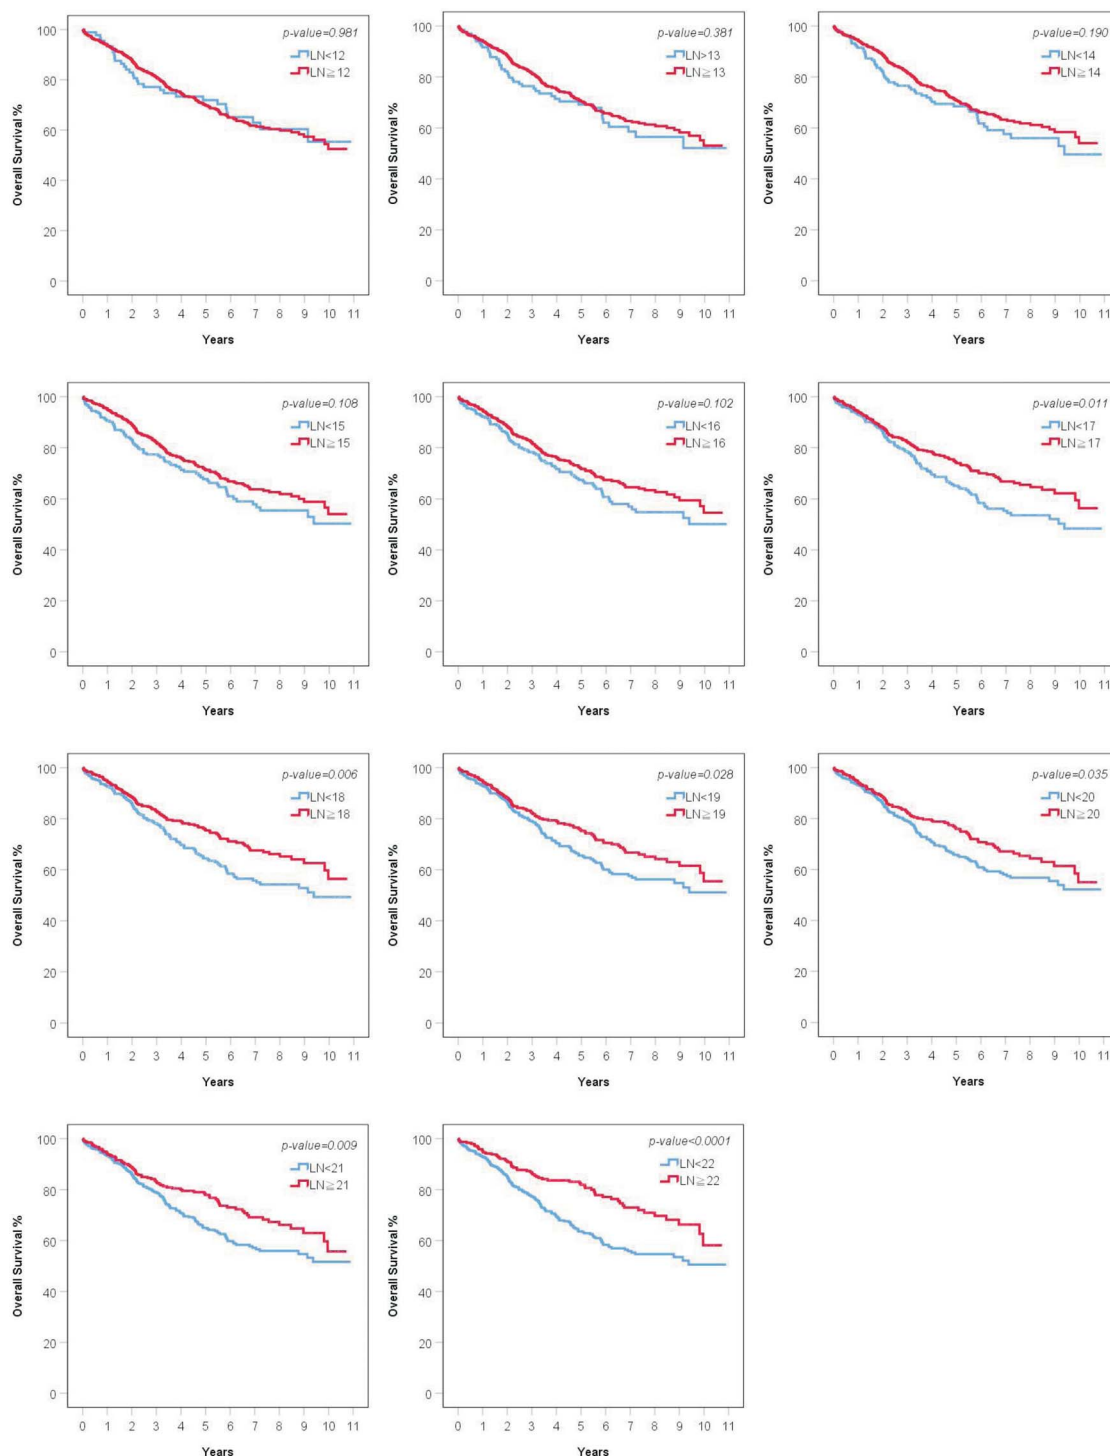 p-value=0.981
LN<12
LN≧12
Overall Survival %
100
80
60
40
20
0
0 1 2 3 4 5 6 7 8 9 10 11
Years
p-value=0.381
LN>13
LN≧13
Overall Survival %
100
80
60
40
20
0
0 1 2 3 4 5 6 7 8 9 10 11
Years
p-value=0.190
LN<14
LN≧14
Overall Survival %
100
80
60
40
20
0
0 1 2 3 4 5 6 7 8 9 10 11
Years
p-value=0.108
LN<15
LN≧15
Overall Survival %
100
80
60
40
20
0
0 1 2 3 4 5 6 7 8 9 10 11
Years
p-value=0.102
LN<16
LN≧16
Overall Survival %
100
80
60
40
20
0
0 1 2 3 4 5 6 7 8 9 10 11
Years
p-value=0.011
LN<17
LN≧17
Overall Survival %
100
80
60
40
20
0
0 1 2 3 4 5 6 7 8 9 10 11
Years
p-value=0.006
LN<18
LN≧18
Overall Survival %
100
80
60
40
20
0
0 1 2 3 4 5 6 7 8 9 10 11
Years
p-value=0.028
LN<19
LN≧19
Overall Survival %
100
80
60
40
20
0
0 1 2 3 4 5 6 7 8 9 10 11
Years
p-value=0.035
LN<20
LN≧20
Overall Survival %
100
80
60
40
20
0
0 1 2 3 4 5 6 7 8 9 10 11
Years
p-value=0.009
LN<21
LN≧21
Overall Survival %
100
80
60
40
20
0
0 1 2 3 4 5 6 7 8 9 10 11
Years
p-value<0.0001
LN<22
LN≧22
Overall Survival %
100
80
60
40
20
0
0 1 2 3 4 5 6 7 8 9 10 11
Years